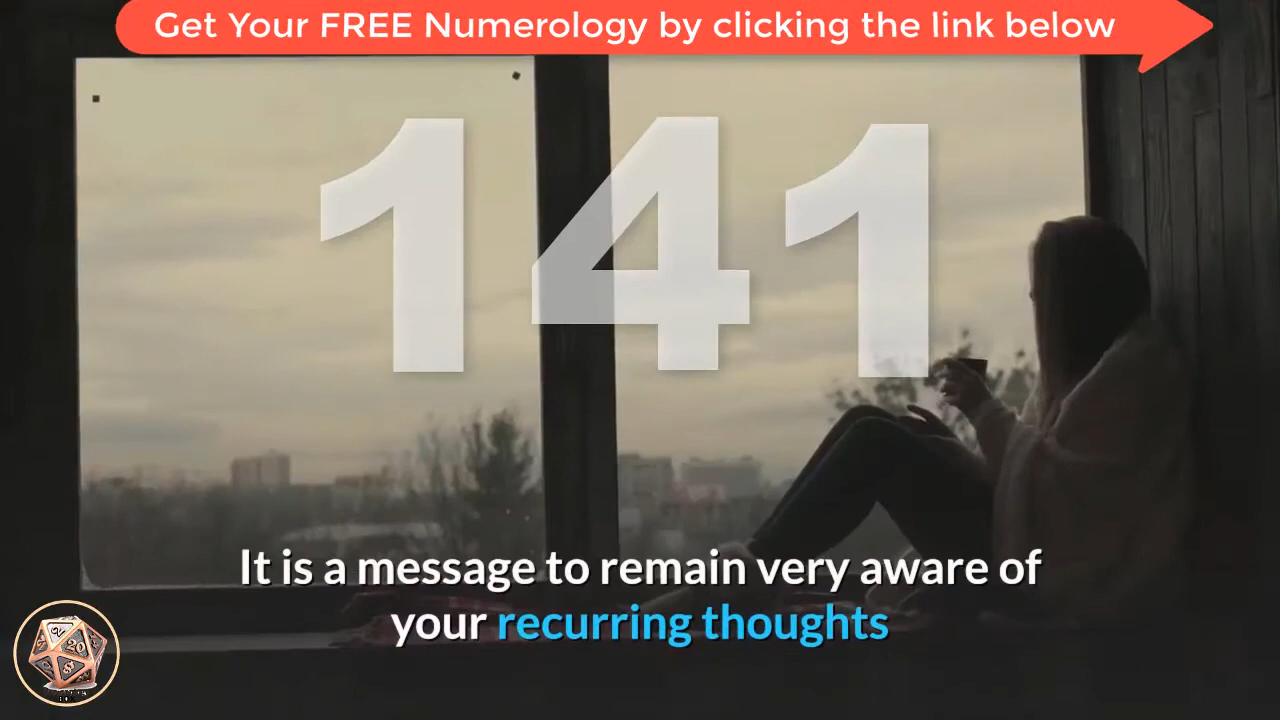 Get Your FREE Numerology by clicking the link below
141
It is a message to remain very aware of
your recurring thoughts
20